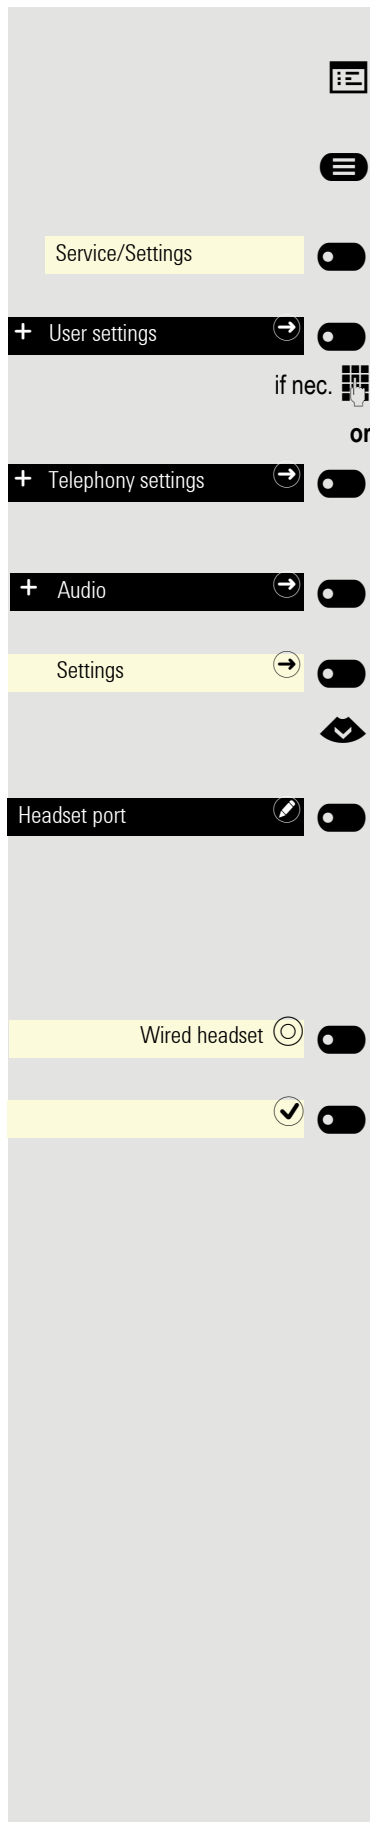 Service/Settings
+ User settings
if nec.
or
+ Telephony settings
+ Audio
Settings
Headset port
Wired headset